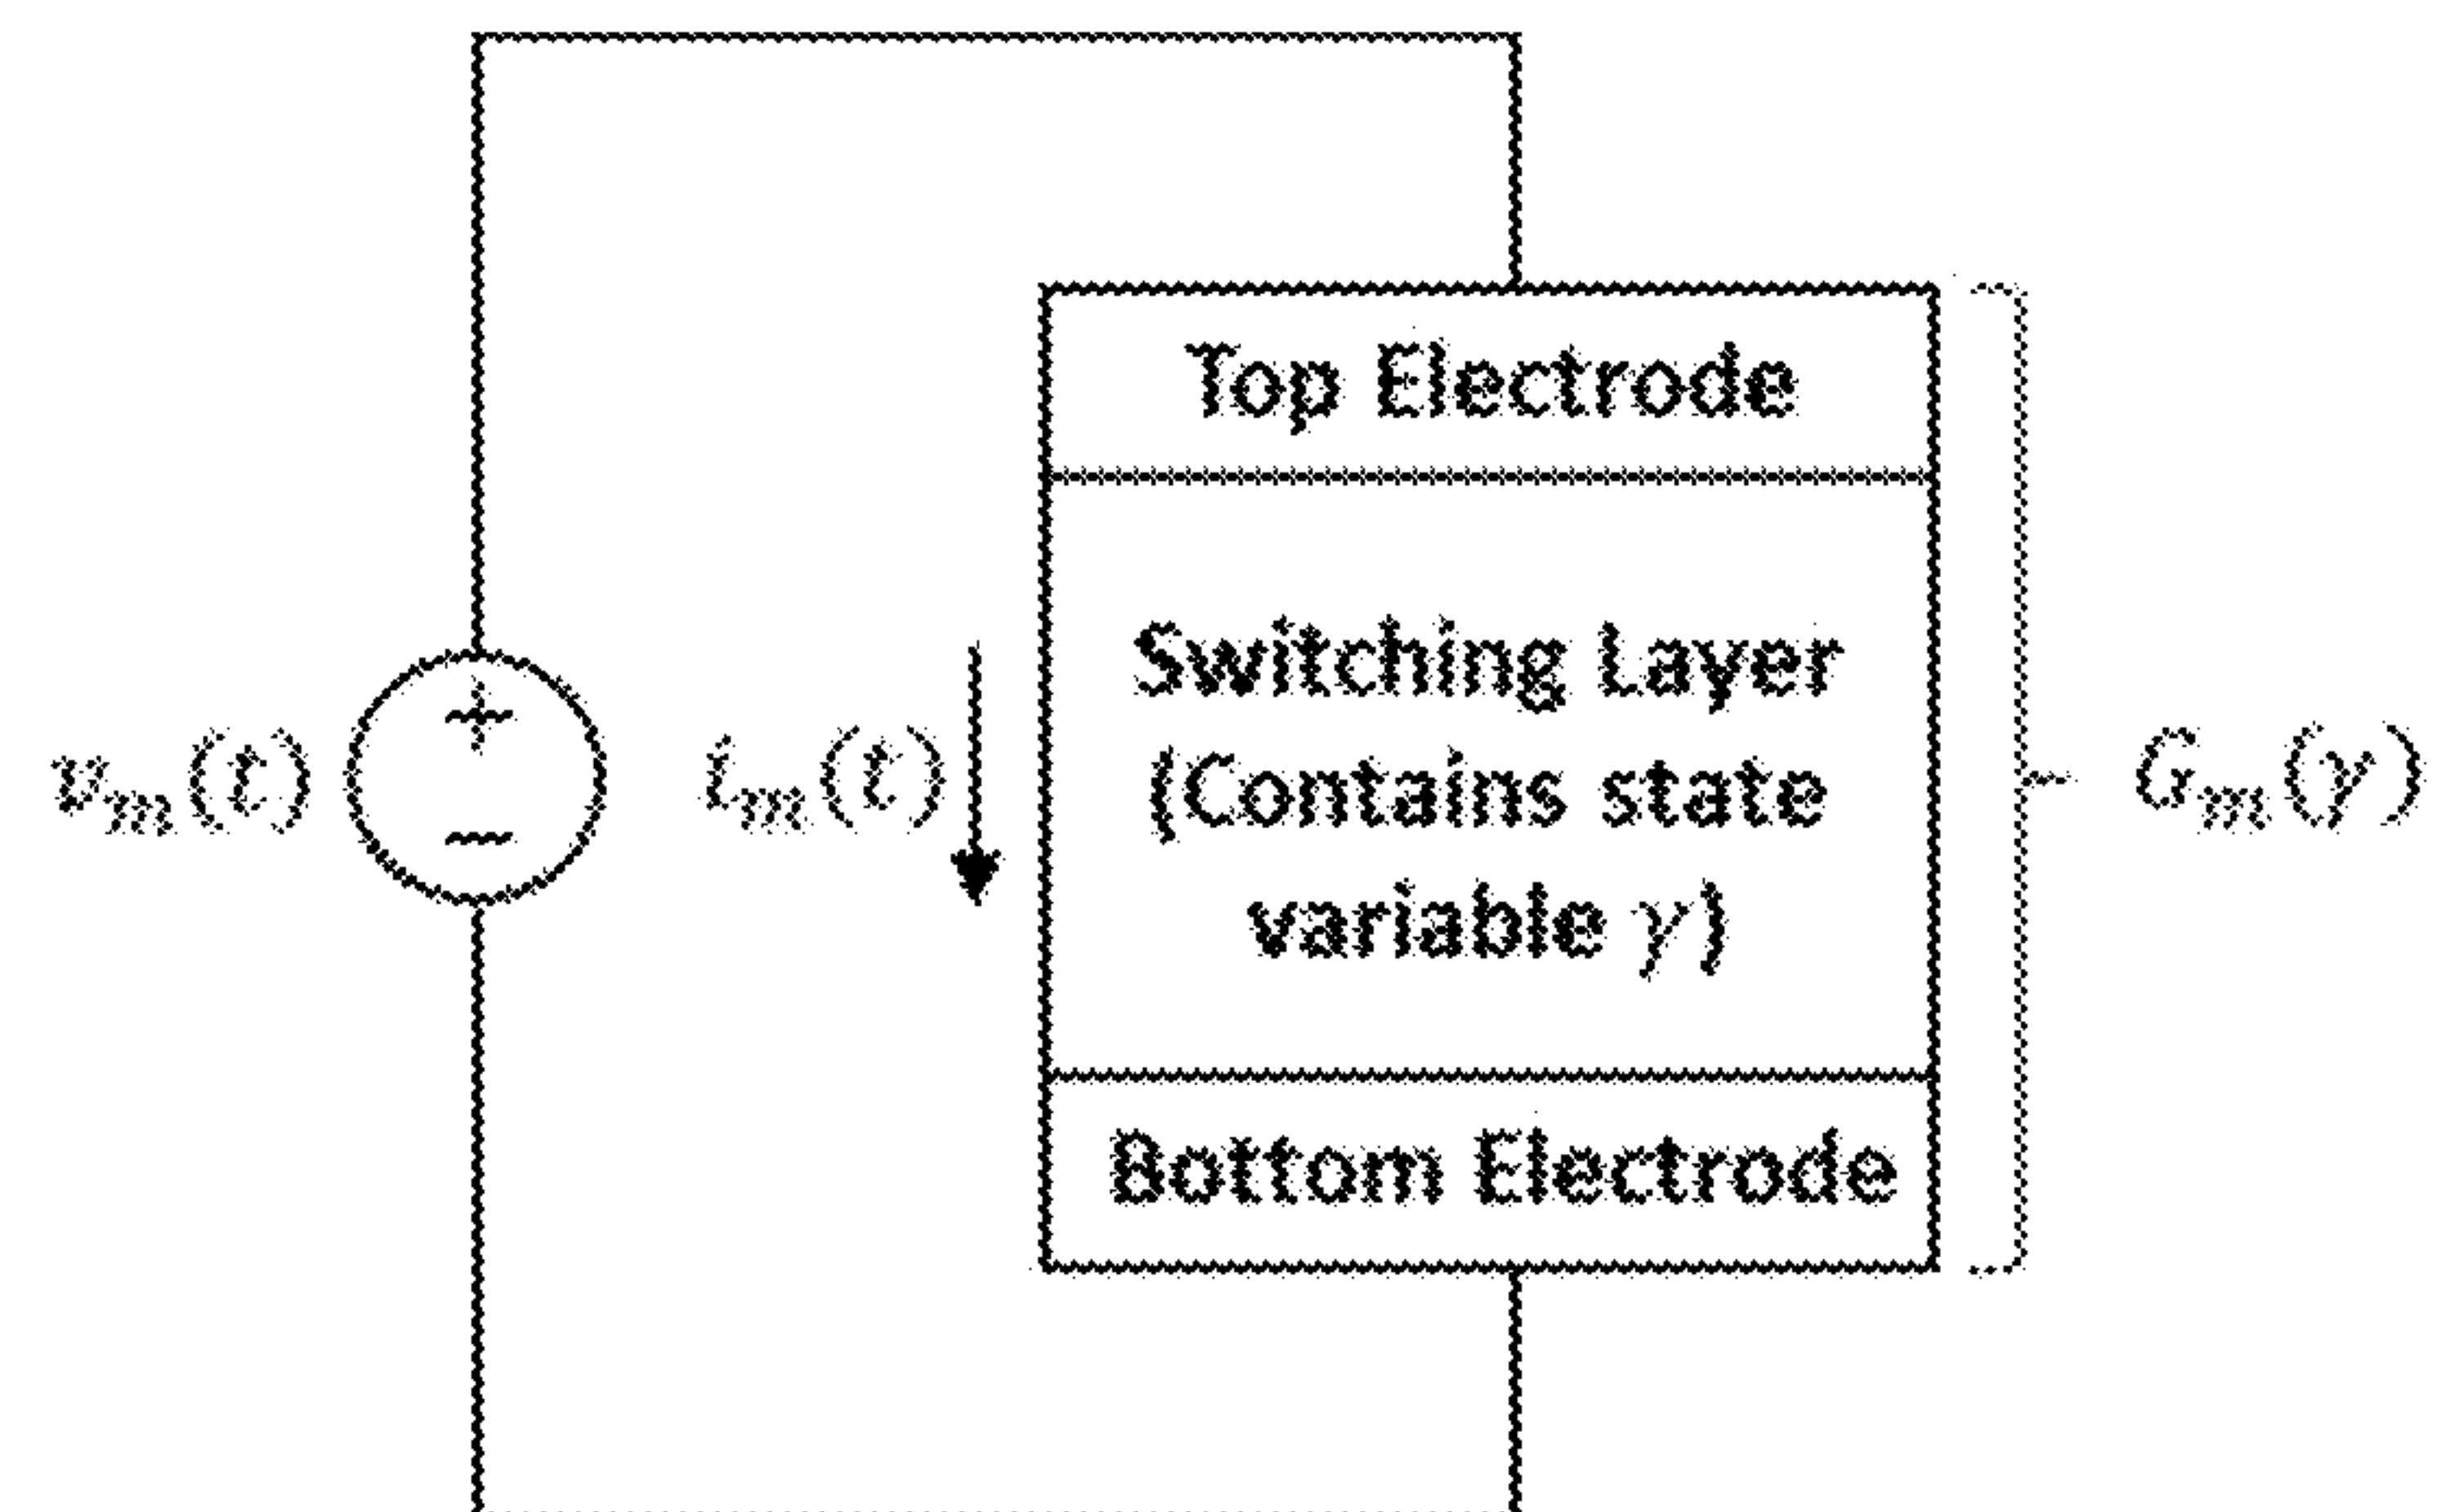 Top Electrode
+
−
v_m(t)
i_m(t)
Switching Layer
(Contains state
variable γ)
G_m(γ)
Bottom Electrode